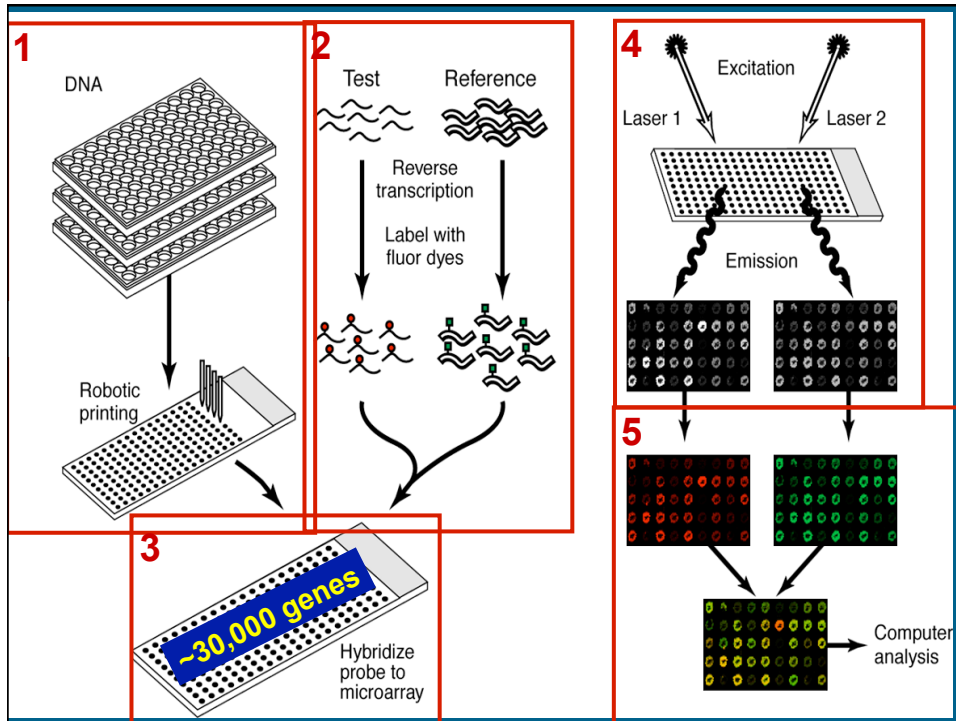 1
DNA
Robotic
printing
2
Test
Reference
Reverse
transcription
Label with
fluor dyes
3
~30,000 genes
Hybridize
probe to
microarray
4
Excitation
Laser 1
Laser 2
Emission
5
Computer
analysis